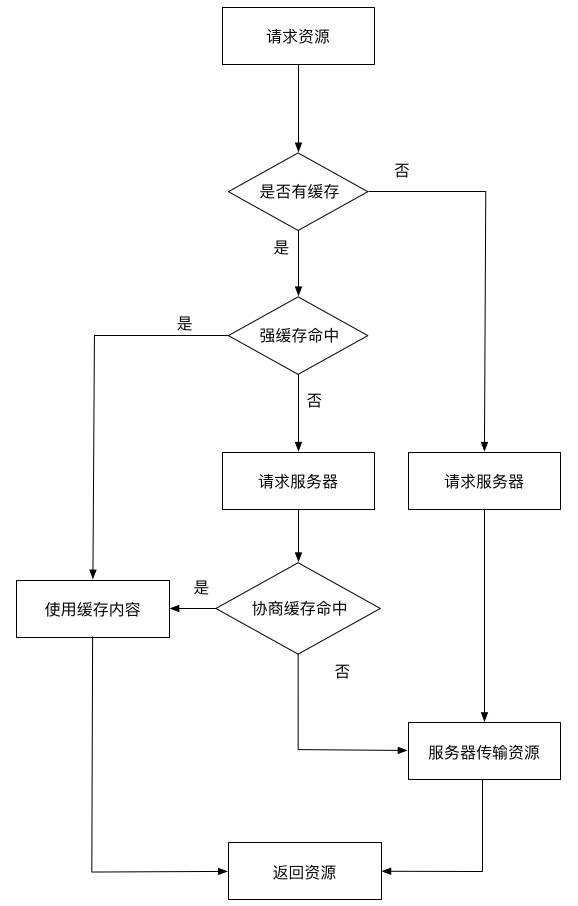 请求资源
是否有缓存
否
是
是
强缓存命中
否
请求服务器
请求服务器
是
使用缓存内容
协商缓存命中
否
服务器传输资源
返回资源